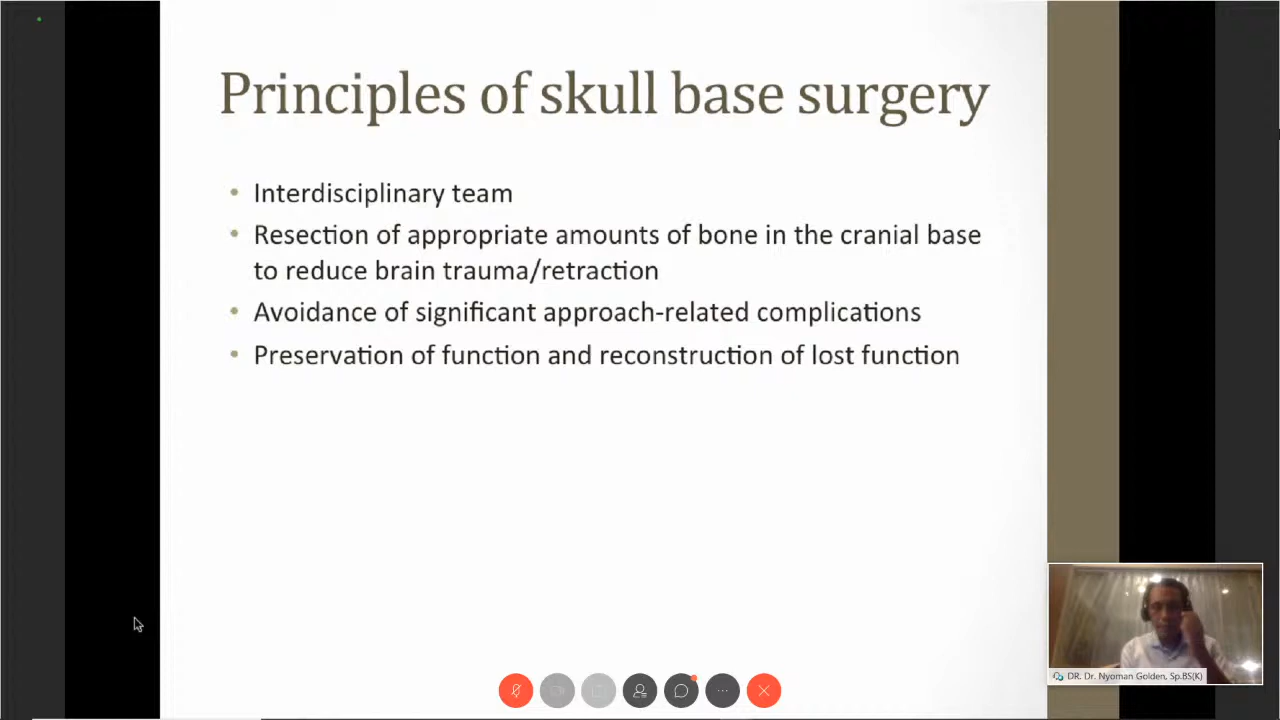 Principles of skull base surgery
• Interdisciplinary team
• Resection of appropriate amounts of bone in the cranial base
to reduce brain trauma/retraction
• Avoidance of significant approach-related complications
• Preservation of function and reconstruction of lost function
DR. Dr. Nyoman Golden, Sp.BS(K)